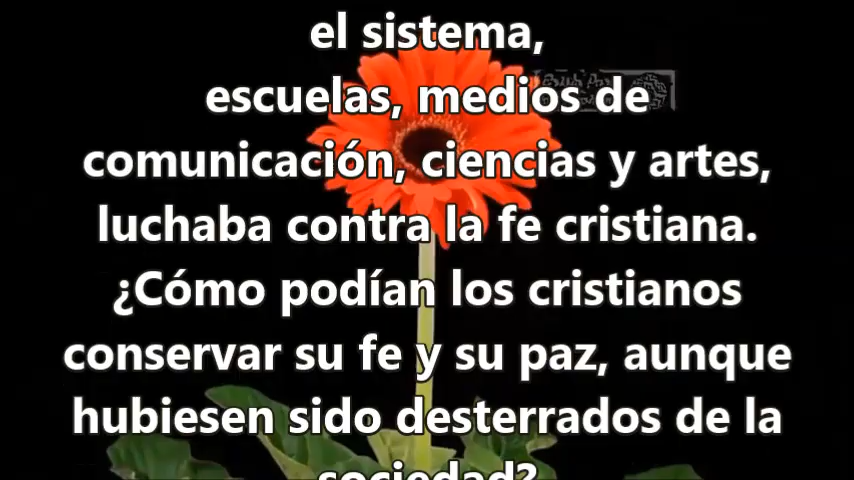 el sistema,
escuelas, medios de
comunicación, ciencias y artes,
luchaba contra la fe cristiana.
¿Cómo podían los cristianos
conservar su fe y su paz, aunque
hubiesen sido desterrados de la
sociedad?